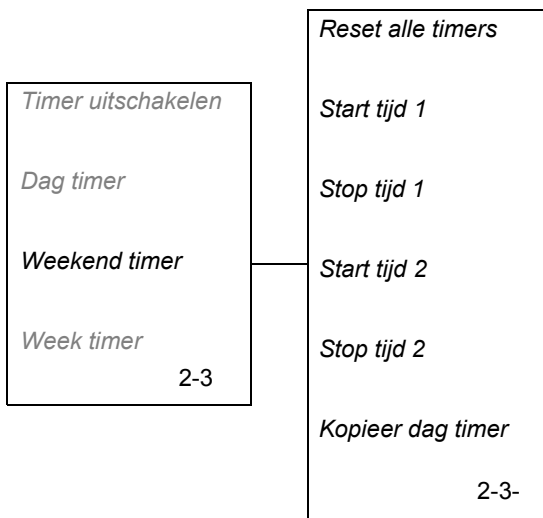 Timer uitschakelen
Dag timer
Weekend timer
Week timer
2-3
Reset alle timers
Start tijd 1
Stop tijd 1
Start tijd 2
Stop tijd 2
Kopieer dag timer
2-3-